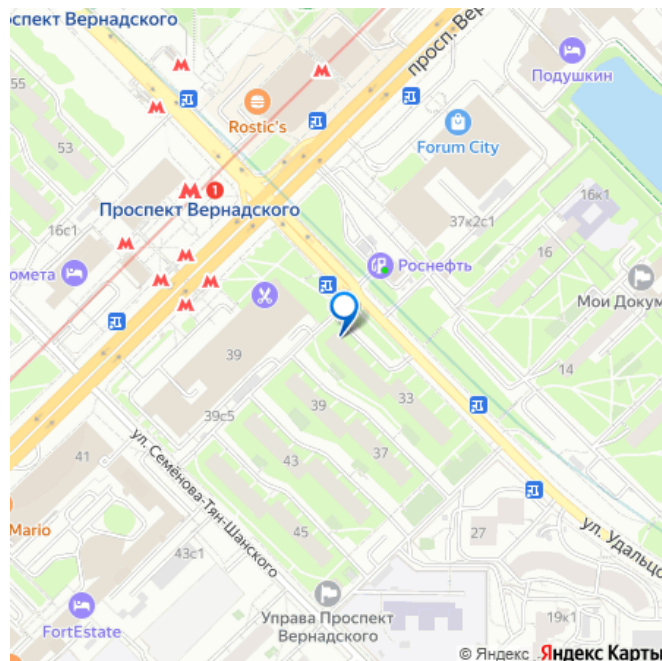 оспект Вернадского
просп. Вер
Подушкин
55
Rostic's
Forum City
53
1
Проспект Вернадского
16к1
16с1
37к2с1
16
Роснефть
омета
Мои Докум
39
14
39с5
39
33
41
ул. Семёнова-Тян-Шанского
43
37
Mario
45
27
ул. Удальцо
43с1
Управа Проспект
Вернадского
19к1
FortEstate
© Яндекс Яндекс Карты